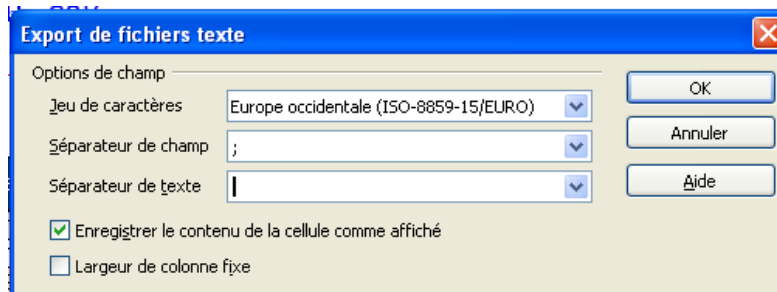 Export de fichiers texte
Options de champ
Jeu de caractères
Europe occidentale (ISO-8859-15/EURO)
OK
Séparateur de champ
;
Annuler
Séparateur de texte
Aide
Enregistrer le contenu de la cellule comme affiché
Largeur de colonne fixe